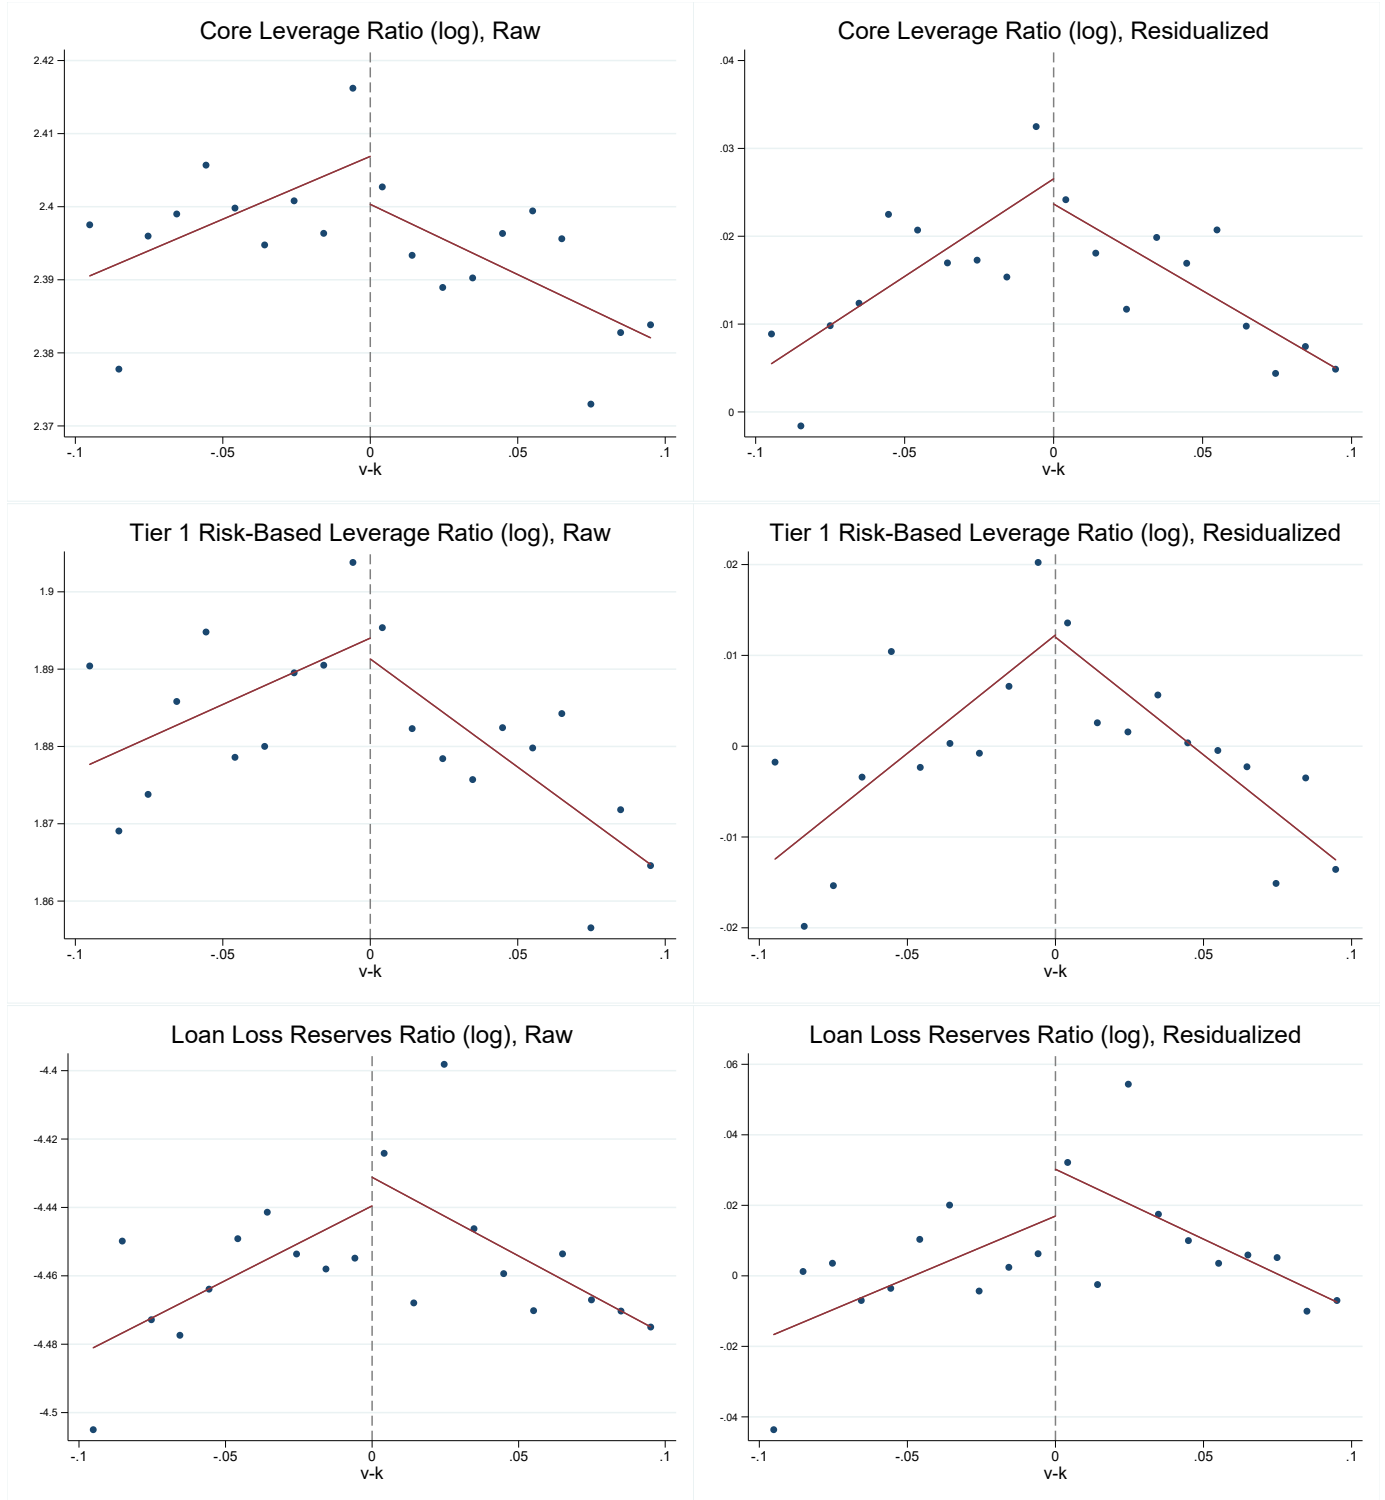 Core Leverage Ratio (log), Raw
2.42
2.41
2.4
2.39
2.38
2.37
-.1 -.05 0 .05 .1
v-k
Core Leverage Ratio (log), Residualized
.04
.03
.02
.01
0
-.1 -.05 0 .05 .1
v-k
Tier 1 Risk-Based Leverage Ratio (log), Raw
1.9
1.89
1.88
1.87
1.86
-.1 -.05 0 .05 .1
v-k
Tier 1 Risk-Based Leverage Ratio (log), Residualized
.02
.01
0
-.01
-.02
-.1 -.05 0 .05 .1
v-k
Loan Loss Reserves Ratio (log), Raw
-4.4
-4.42
-4.44
-4.46
-4.48
-4.5
-.1 -.05 0 .05 .1
v-k
Loan Loss Reserves Ratio (log), Residualized
.06
.04
.02
0
-.02
-.04
-.1 -.05 0 .05 .1
v-k